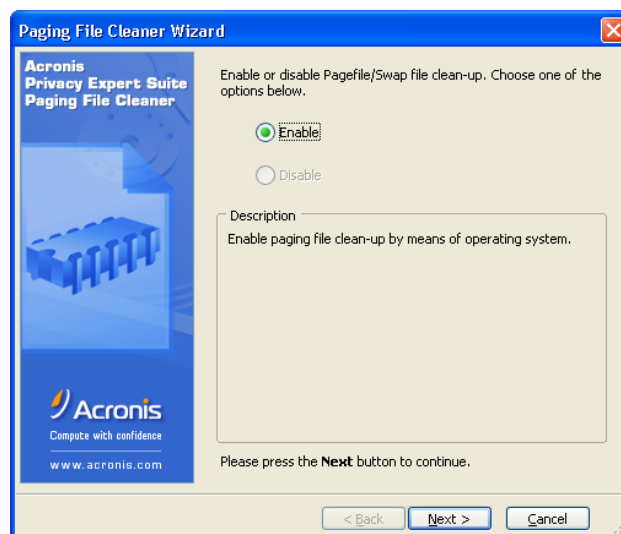 Paging File Cleaner Wizard
Acronis
Privacy Expert Suite
Paging File Cleaner
Enable or disable Pagefile/Swap file clean-up. Choose one of the
options below.
Enable
Disable
Description
Enable paging file clean-up by means of operating system.
Acronis
Compute with confidence
www.acronis.com
Please press the Next button to continue.
< Back
Next >
Cancel